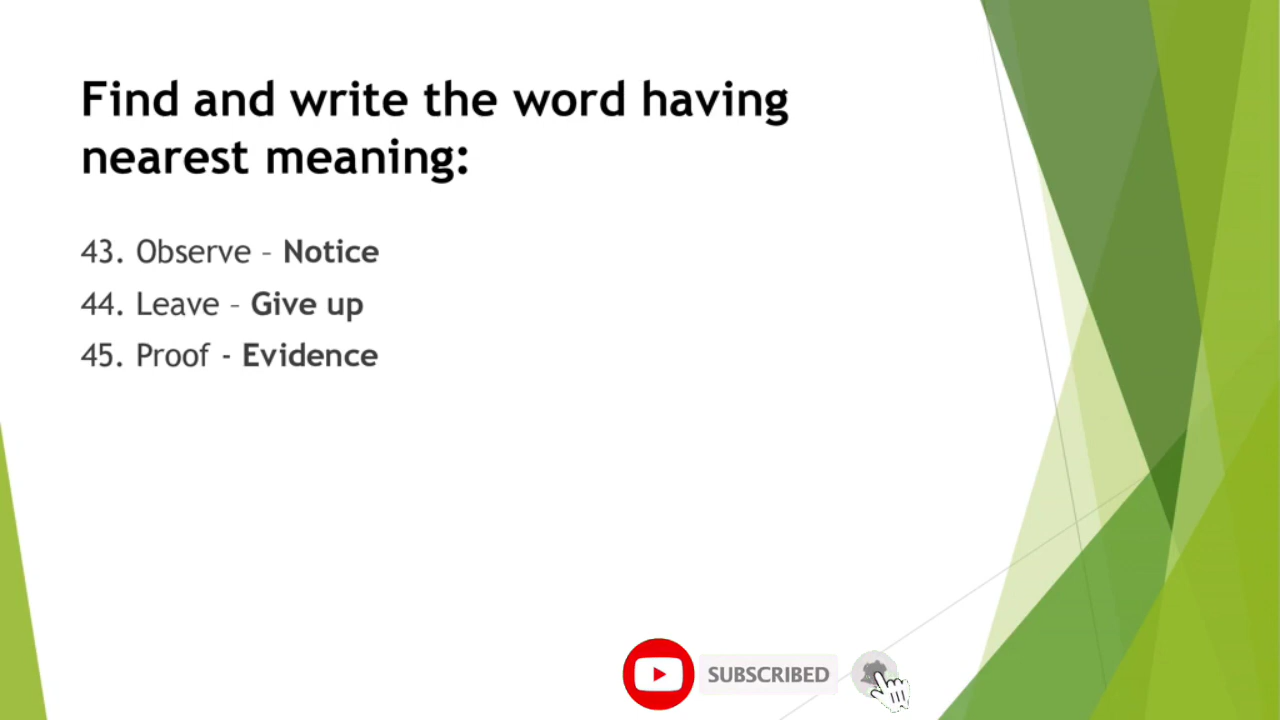 Find and write the word having
nearest meaning:
43. Observe – Notice
44. Leave – Give up
45. Proof - Evidence
SUBSCRIBED